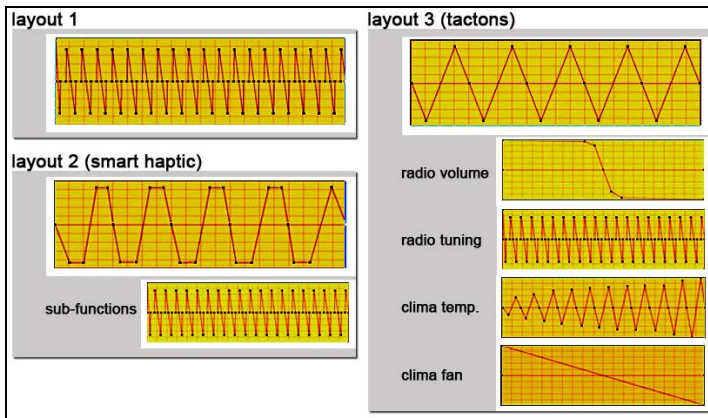 layout 1
layout 2 (smart haptic)
sub-functions
layout 3 (tactons)
radio volume
radio tuning
clima temp.
clima fan